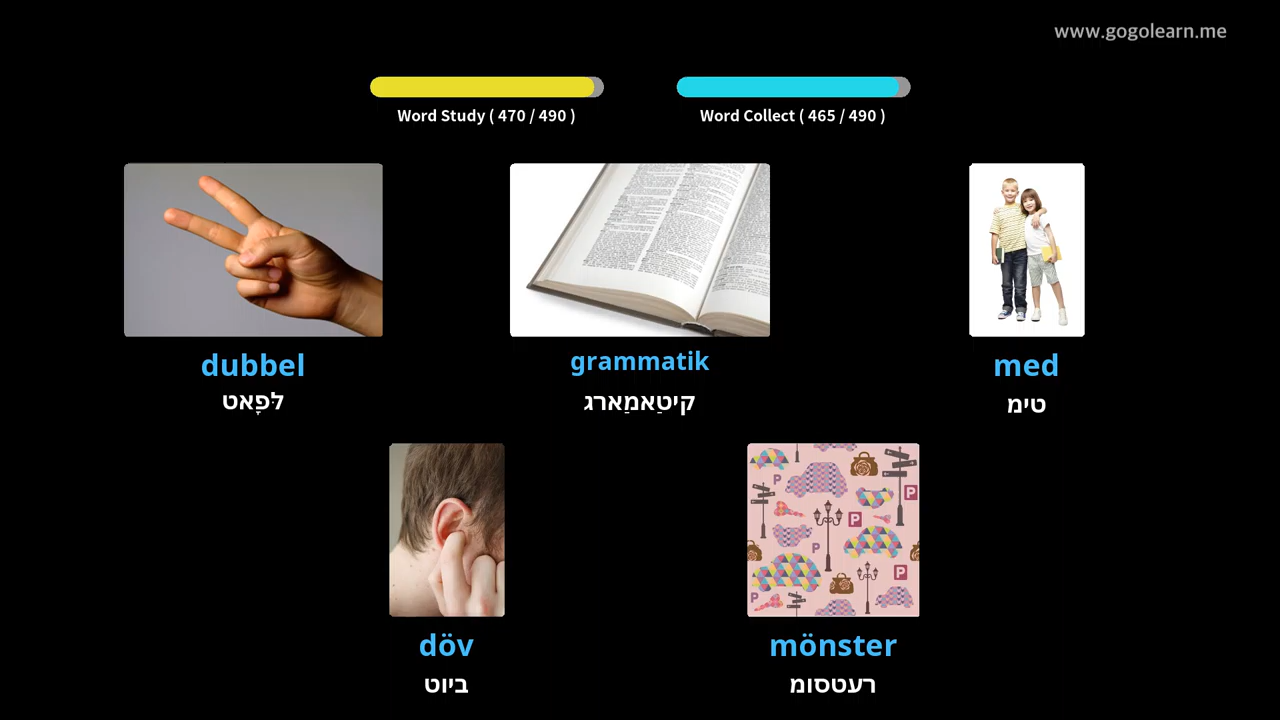 www.gogolearn.me
Word Study ( 470 / 490 )
Word Collect ( 465 / 490 )
dubbel
לּפָאט
grammatik
קיטַאמַארג
med
טימ
döv
ביוט
mönster
רעטסומ